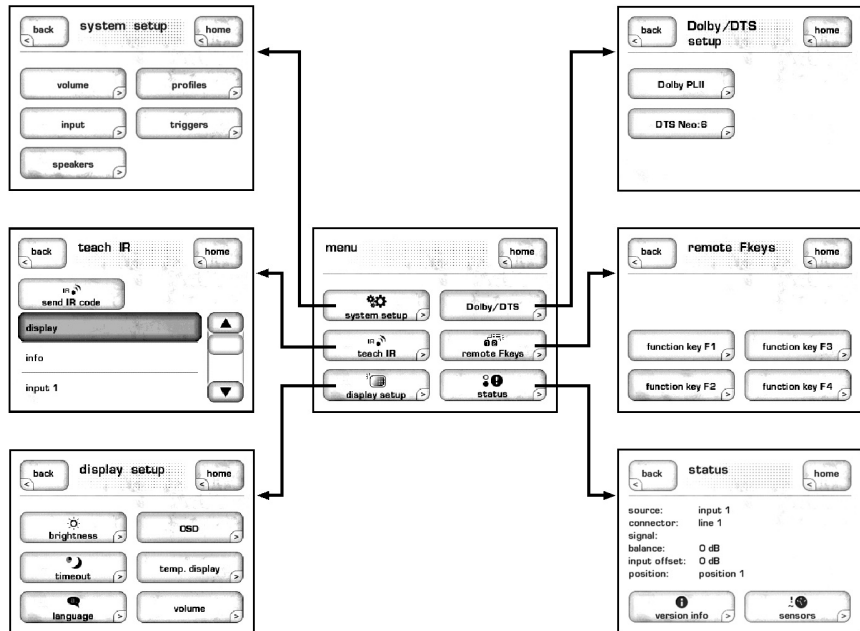 back
system setup
home
volume
profiles
input
triggers
speakers
back
Dolby/DTS
setup
home
Dolby PLII
DTS Neo:6
back
teach IR
home
IR
send IR code
display
info
input 1
menu
home
system setup
Dolby/DTS
IR
teach IR
remote Fkeys
display setup
status
back
remote Fkeys
home
function key F1
function key F3
function key F2
function key F4
back
display setup
home
brightness
OSD
timeout
temp. display
language
volume
back
status
home
source: input 1
connector: line 1
signal:
balance: 0 dB
input offset: 0 dB
position: position 1
version info
sensors